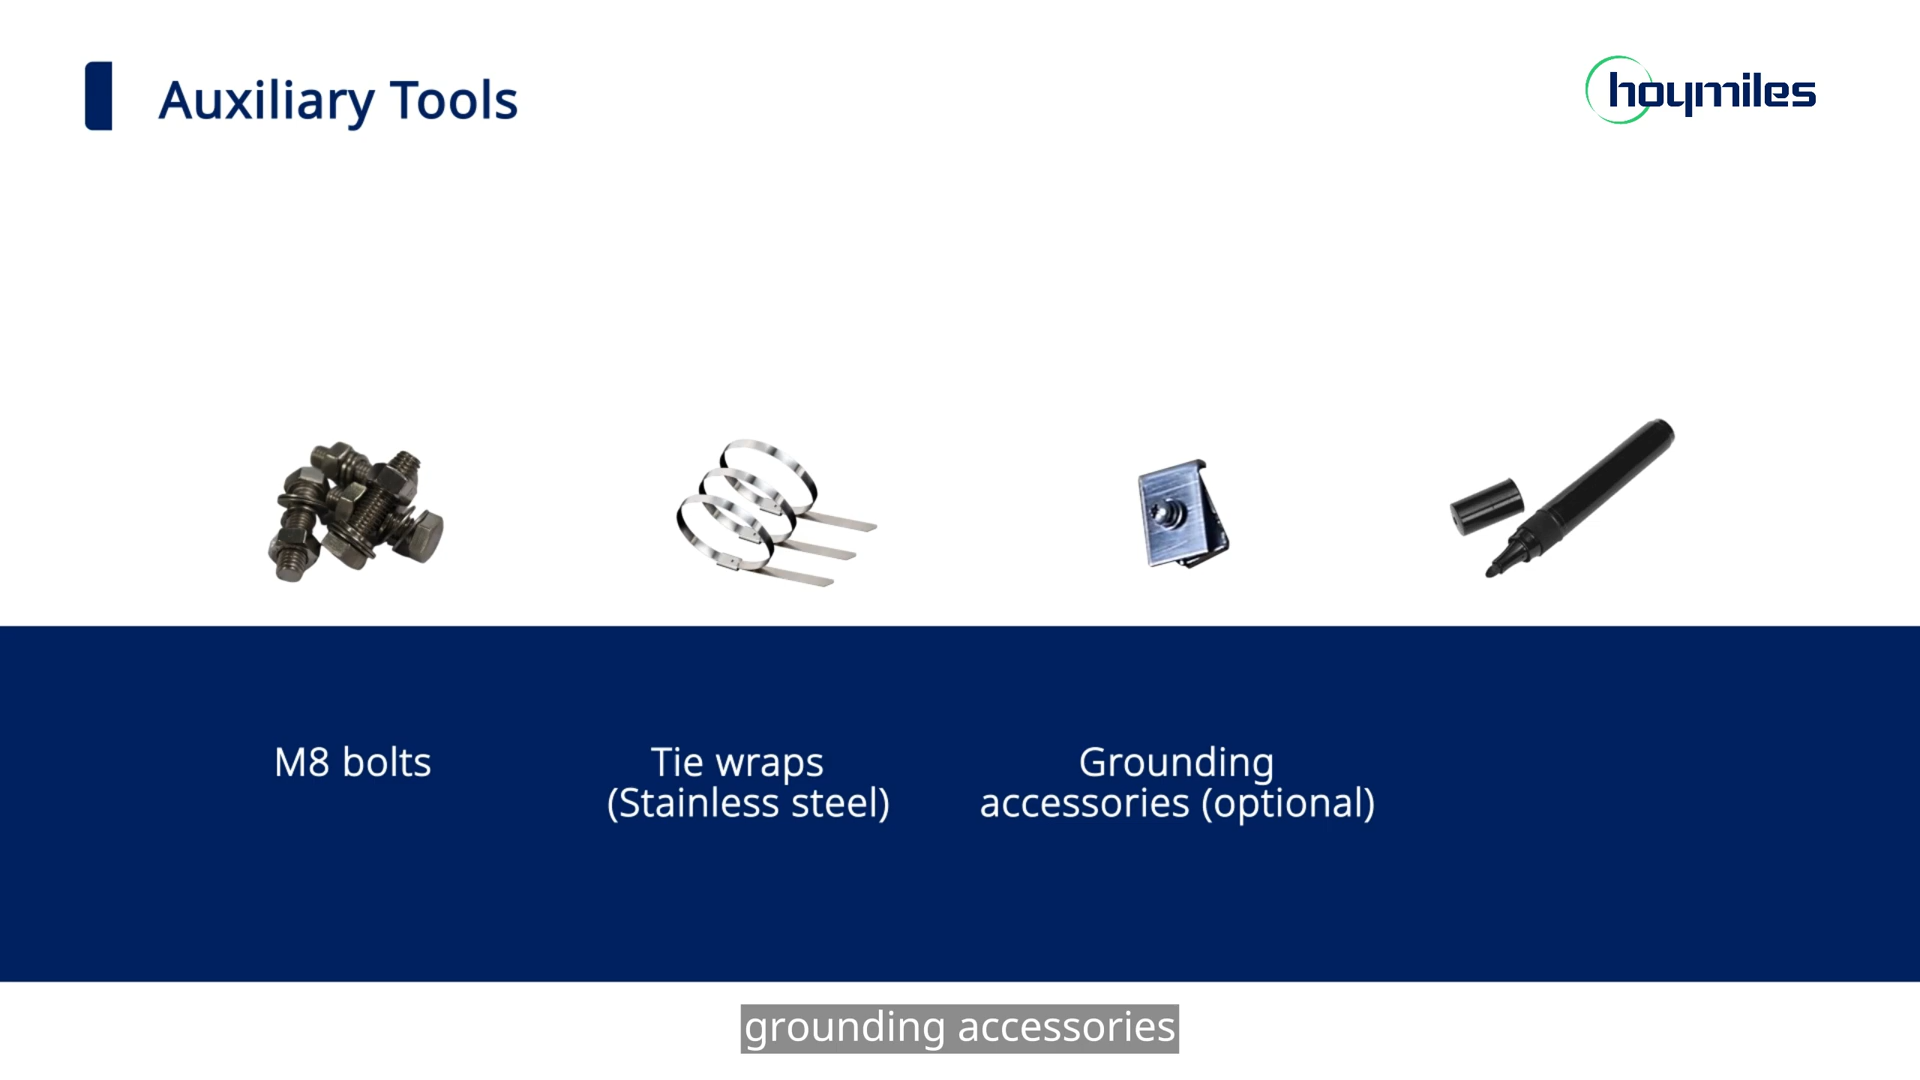 Auxiliary Tools
hoymiles
M8 bolts
Tie wraps
(Stainless steel)
Grounding
accessories (optional)
grounding accessories